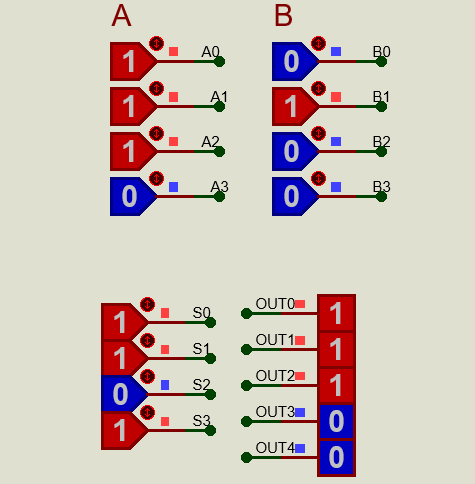 A B
1 A0 0 B0
1 A1 1 B1
1 A2 0 B2
0 A3 0 B3
1 S0 OUT0 1
1 S1 OUT1 1
0 S2 OUT2 1
1 S3 OUT3 0
OUT4 0